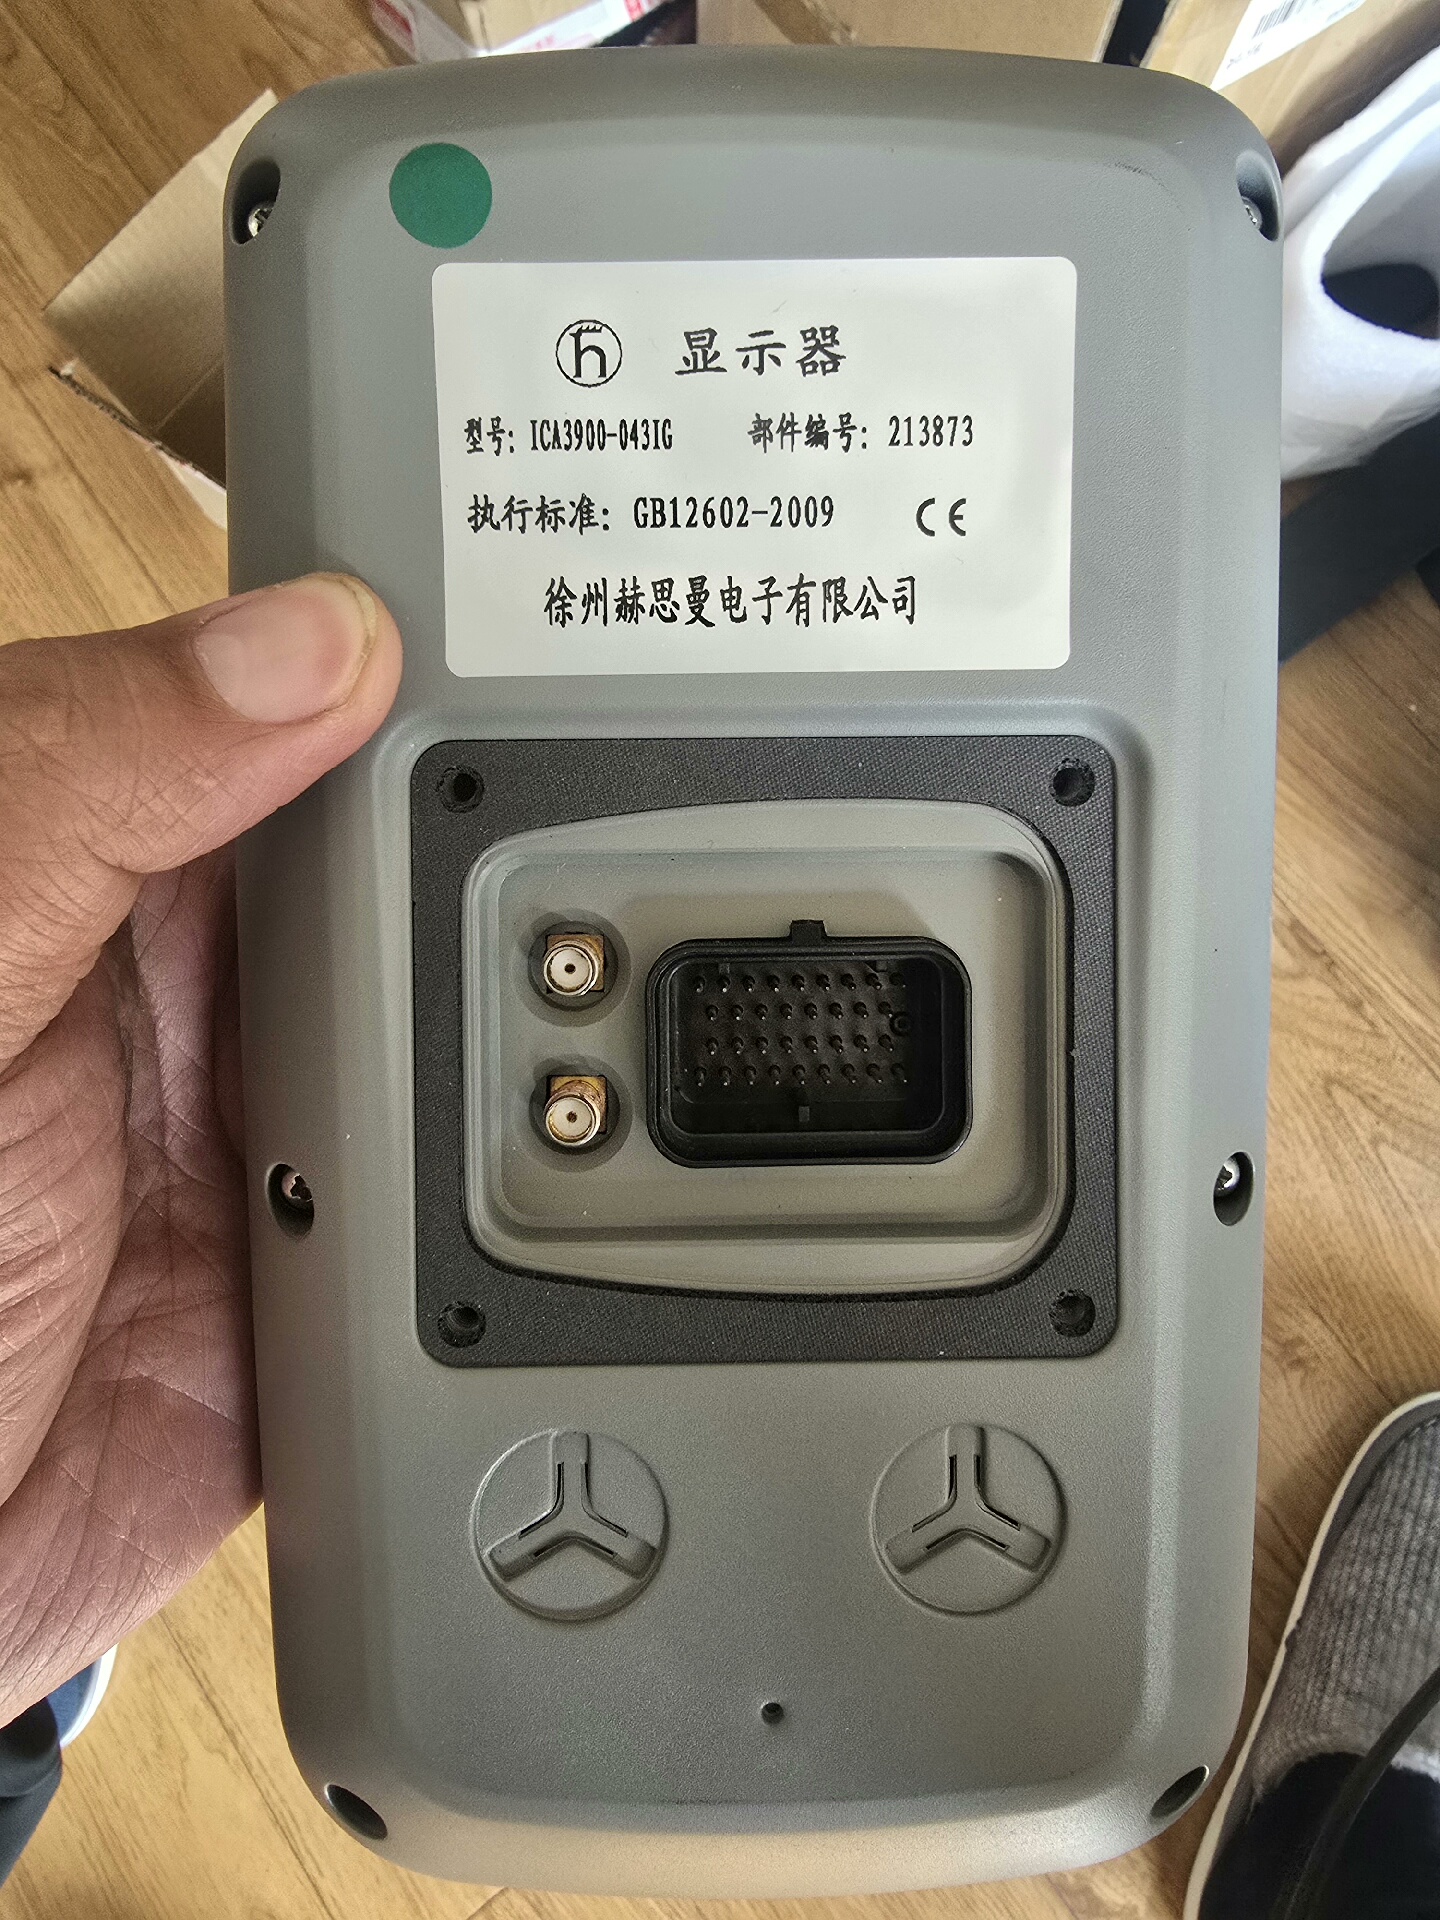 显示器
型号: ICA3900-043IG 部件编号: 213873
执行标准: GB12602-2009 CE
徐州赫思曼电子有限公司